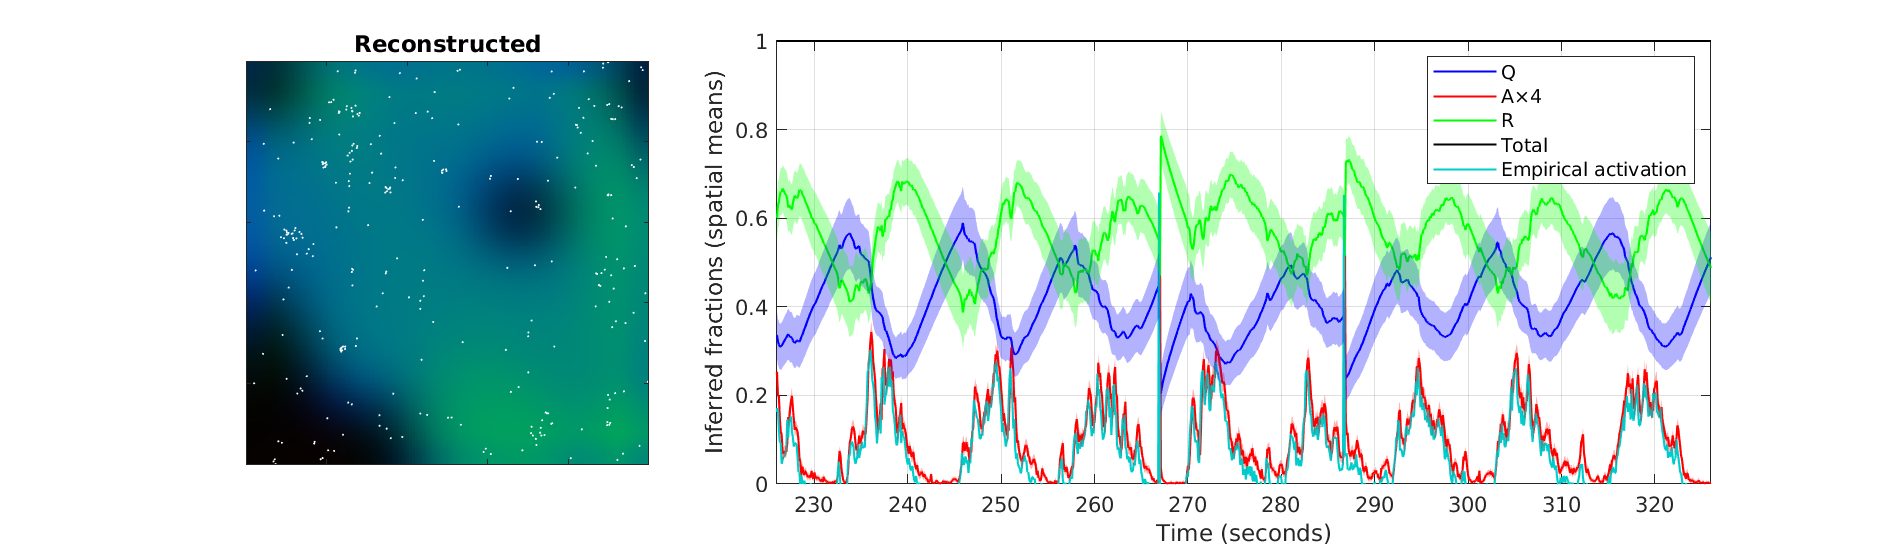 Reconstructed
Inferred fractions (spatial means)
1
0.8
0.6
0.4
0.2
0
Q
A×4
R
Total
Empirical activation
230 240 250 260 270 280 290 300 310 320
Time (seconds)